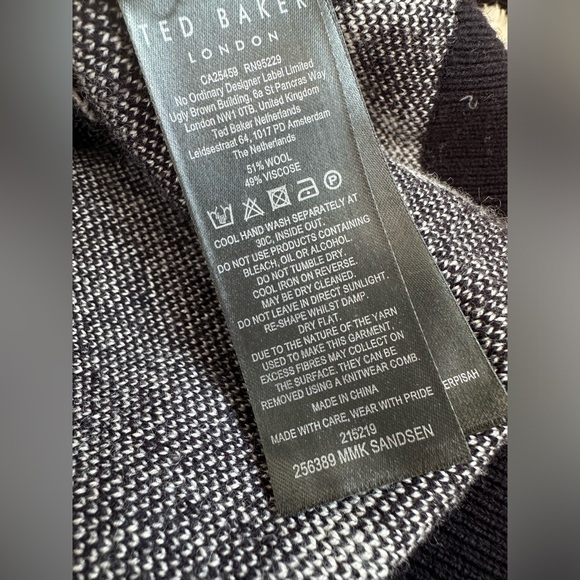 TED BAKER
LONDON
CA25459 RN95229
No Ordinary Designer Label Limited
Ugly Brown Building, 6a St Pancras Way
London NW1 0TB. United Kingdom
Ted Baker Netherlands
Leidsestraat 64, 1017 PD Amsterdam
The Netherlands
51% WOOL
49% VISCOSE
COOL HAND WASH SEPARATELY AT
30C, INSIDE OUT.
DO NOT USE PRODUCTS CONTAINING
BLEACH, OIL OR ALCOHOL.
DO NOT TUMBLE DRY.
COOL IRON ON REVERSE.
MAY BE DRY CLEANED.
DO NOT LEAVE IN DIRECT SUNLIGHT.
RE-SHAPE WHILST DAMP.
DRY FLAT.
DUE TO THE NATURE OF THE YARN
USED TO MAKE THIS GARMENT.
EXCESS FIBRES MAY COLLECT ON
THE SURFACE. THEY CAN BE
REMOVED USING A KNITWEAR COMB.
MADE IN CHINA
MADE WITH CARE, WEAR WITH PRIDE
215219
256389 MMK SANDSEN
ERPISAH